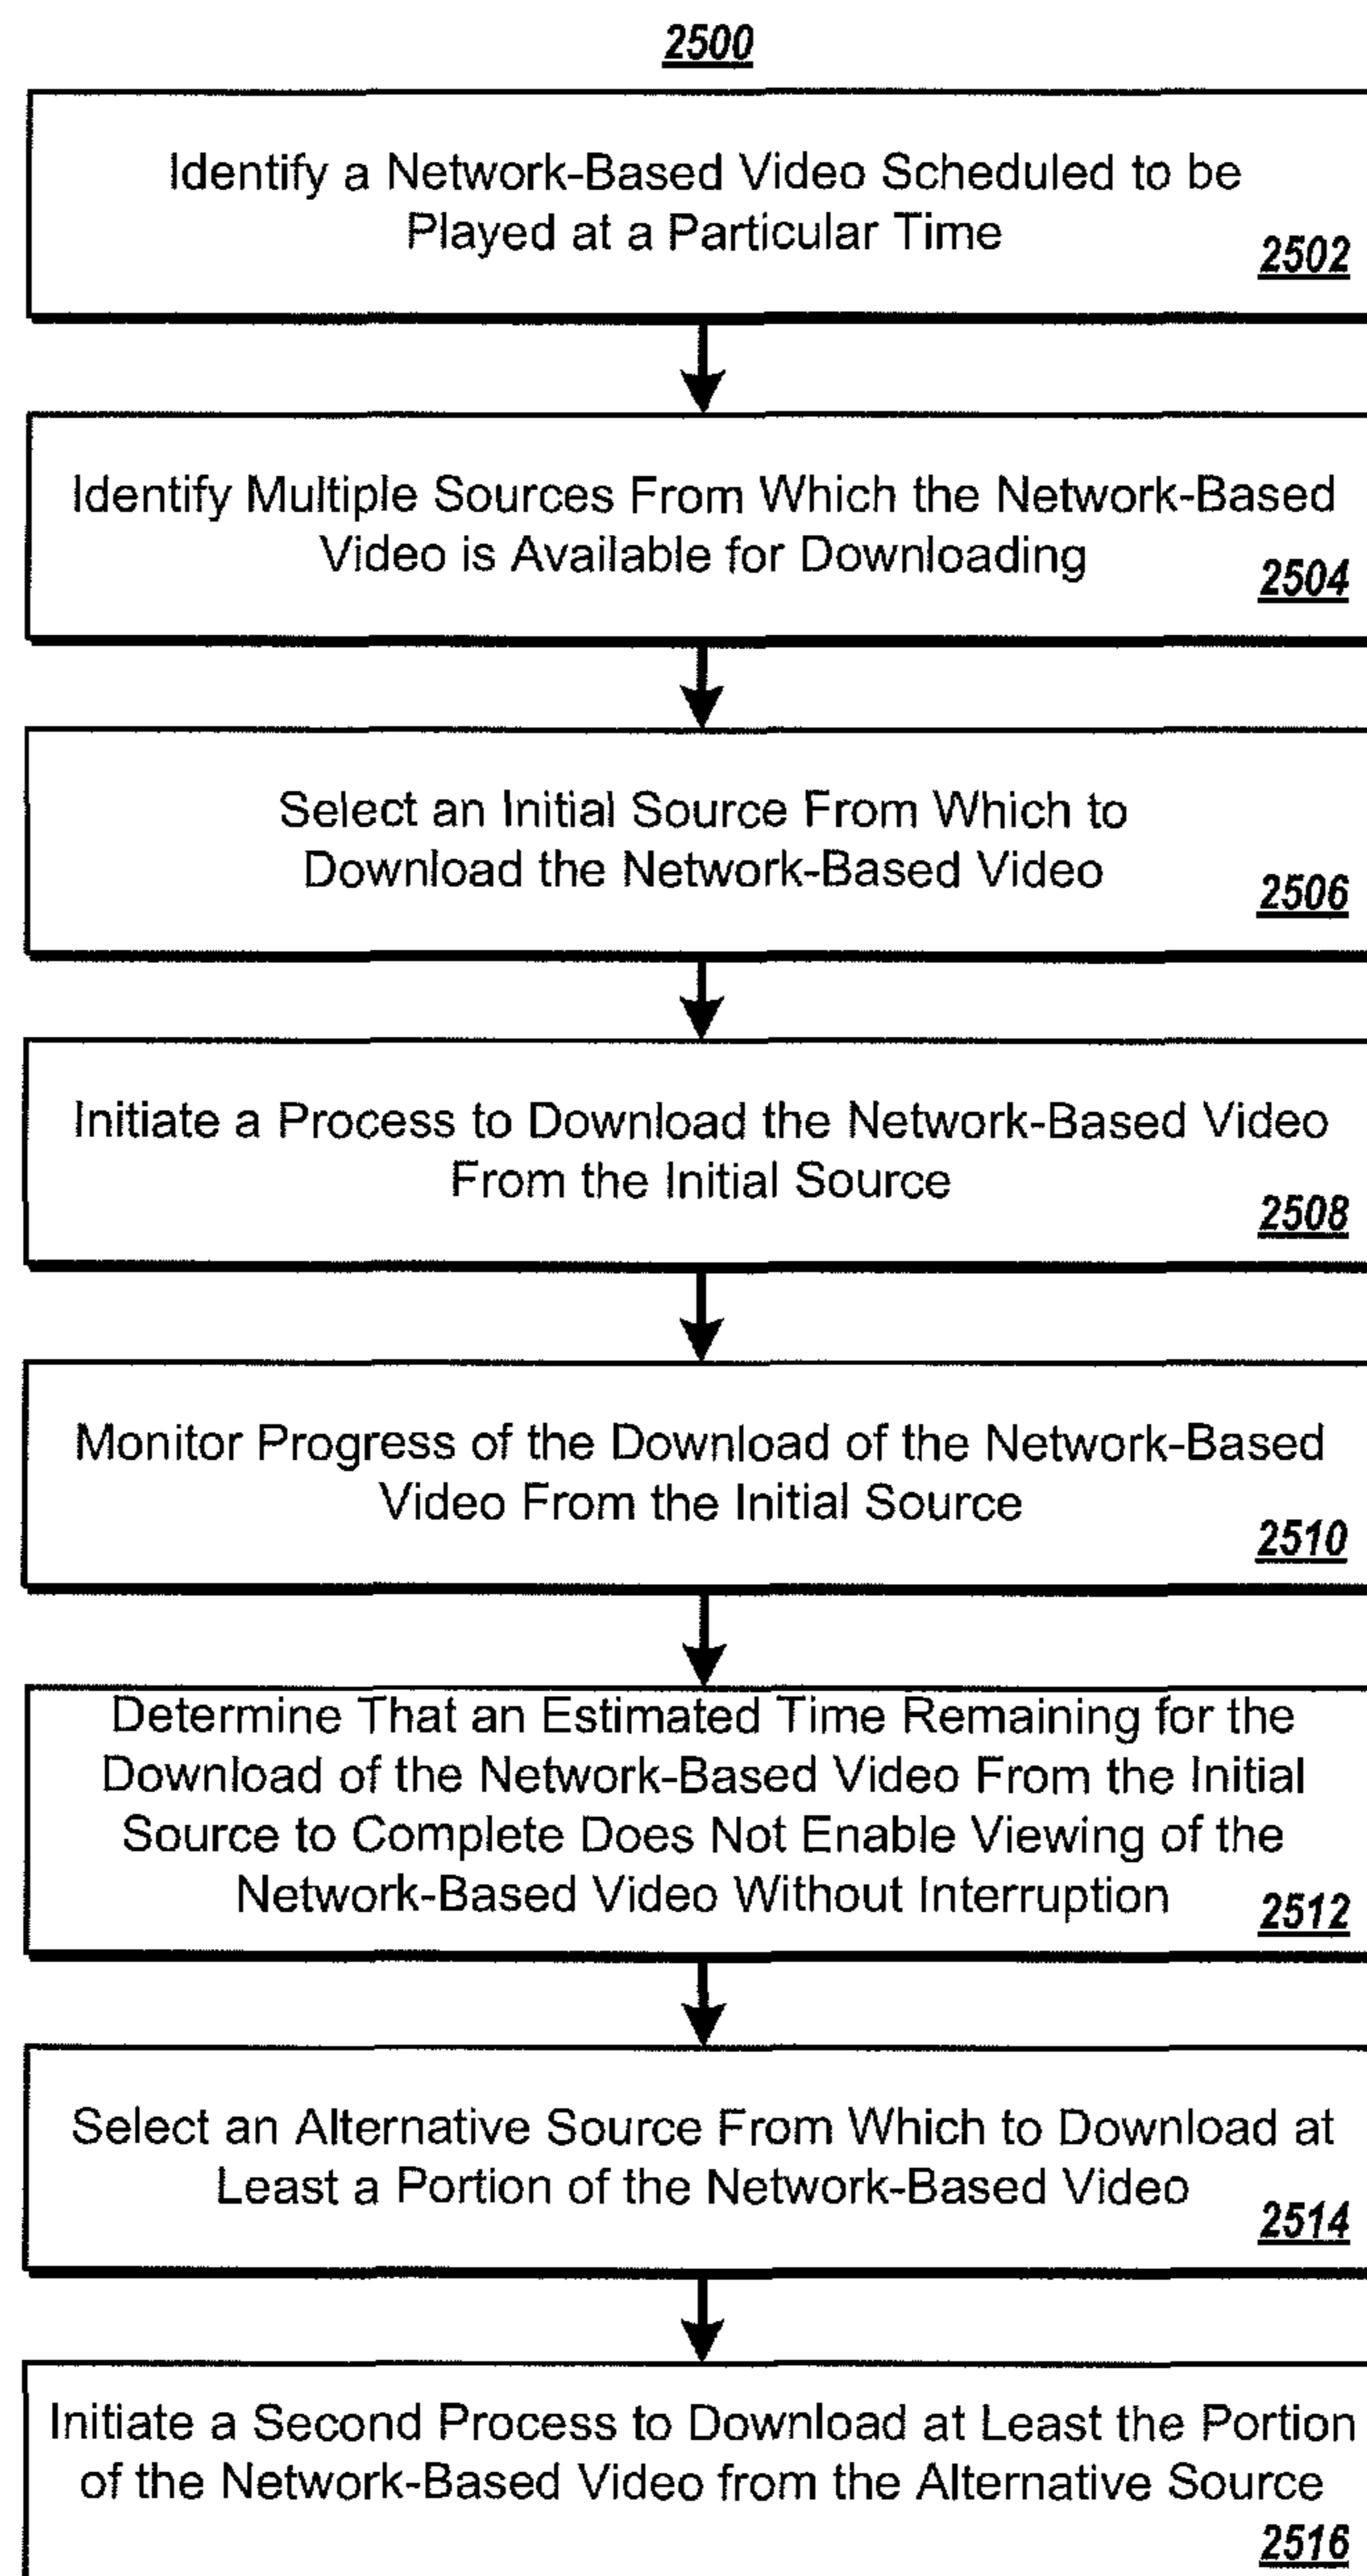 2500
Identify a Network-Based Video Scheduled to be
Played at a Particular Time
2502
Identify Multiple Sources From Which the Network-Based
Video is Available for Downloading
2504
Select an Initial Source From Which to
Download the Network-Based Video
2506
Initiate a Process to Download the Network-Based Video
From the Initial Source
2508
Monitor Progress of the Download of the Network-Based
Video From the Initial Source
2510
Determine That an Estimated Time Remaining for the
Download of the Network-Based Video From the Initial
Source to Complete Does Not Enable Viewing of the
Network-Based Video Without Interruption
2512
Select an Alternative Source From Which to Download at
Least a Portion of the Network-Based Video
2514
Initiate a Second Process to Download at Least the Portion
of the Network-Based Video from the Alternative Source
2516